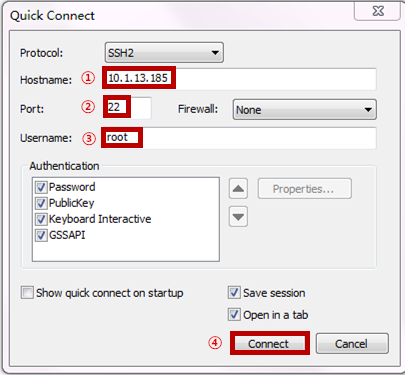 Quick Connect
Protocol: SSH2
Hostname: ① 10.1.13.185
Port: ② 22 Firewall: None
Username: ③ root
Authentication
Password
PublicKey
Keyboard Interactive
GSSAPI
Properties...
Show quick connect on startup
Save session
Open in a tab
④ Connect Cancel